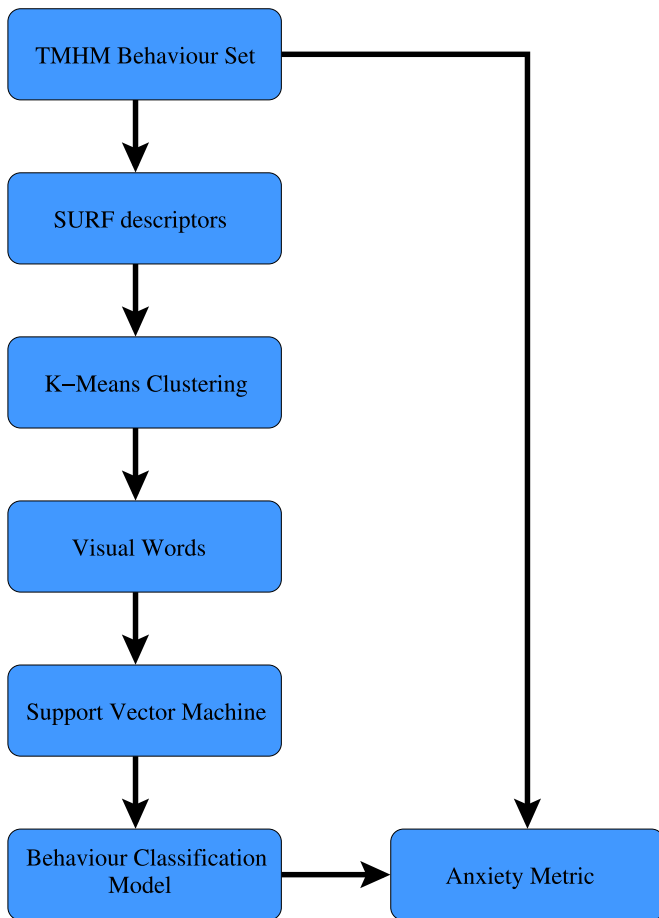 TMHM Behaviour Set
SURF descriptors
K−Means Clustering
Visual Words
Support Vector Machine
Behaviour Classification
Model
Anxiety Metric